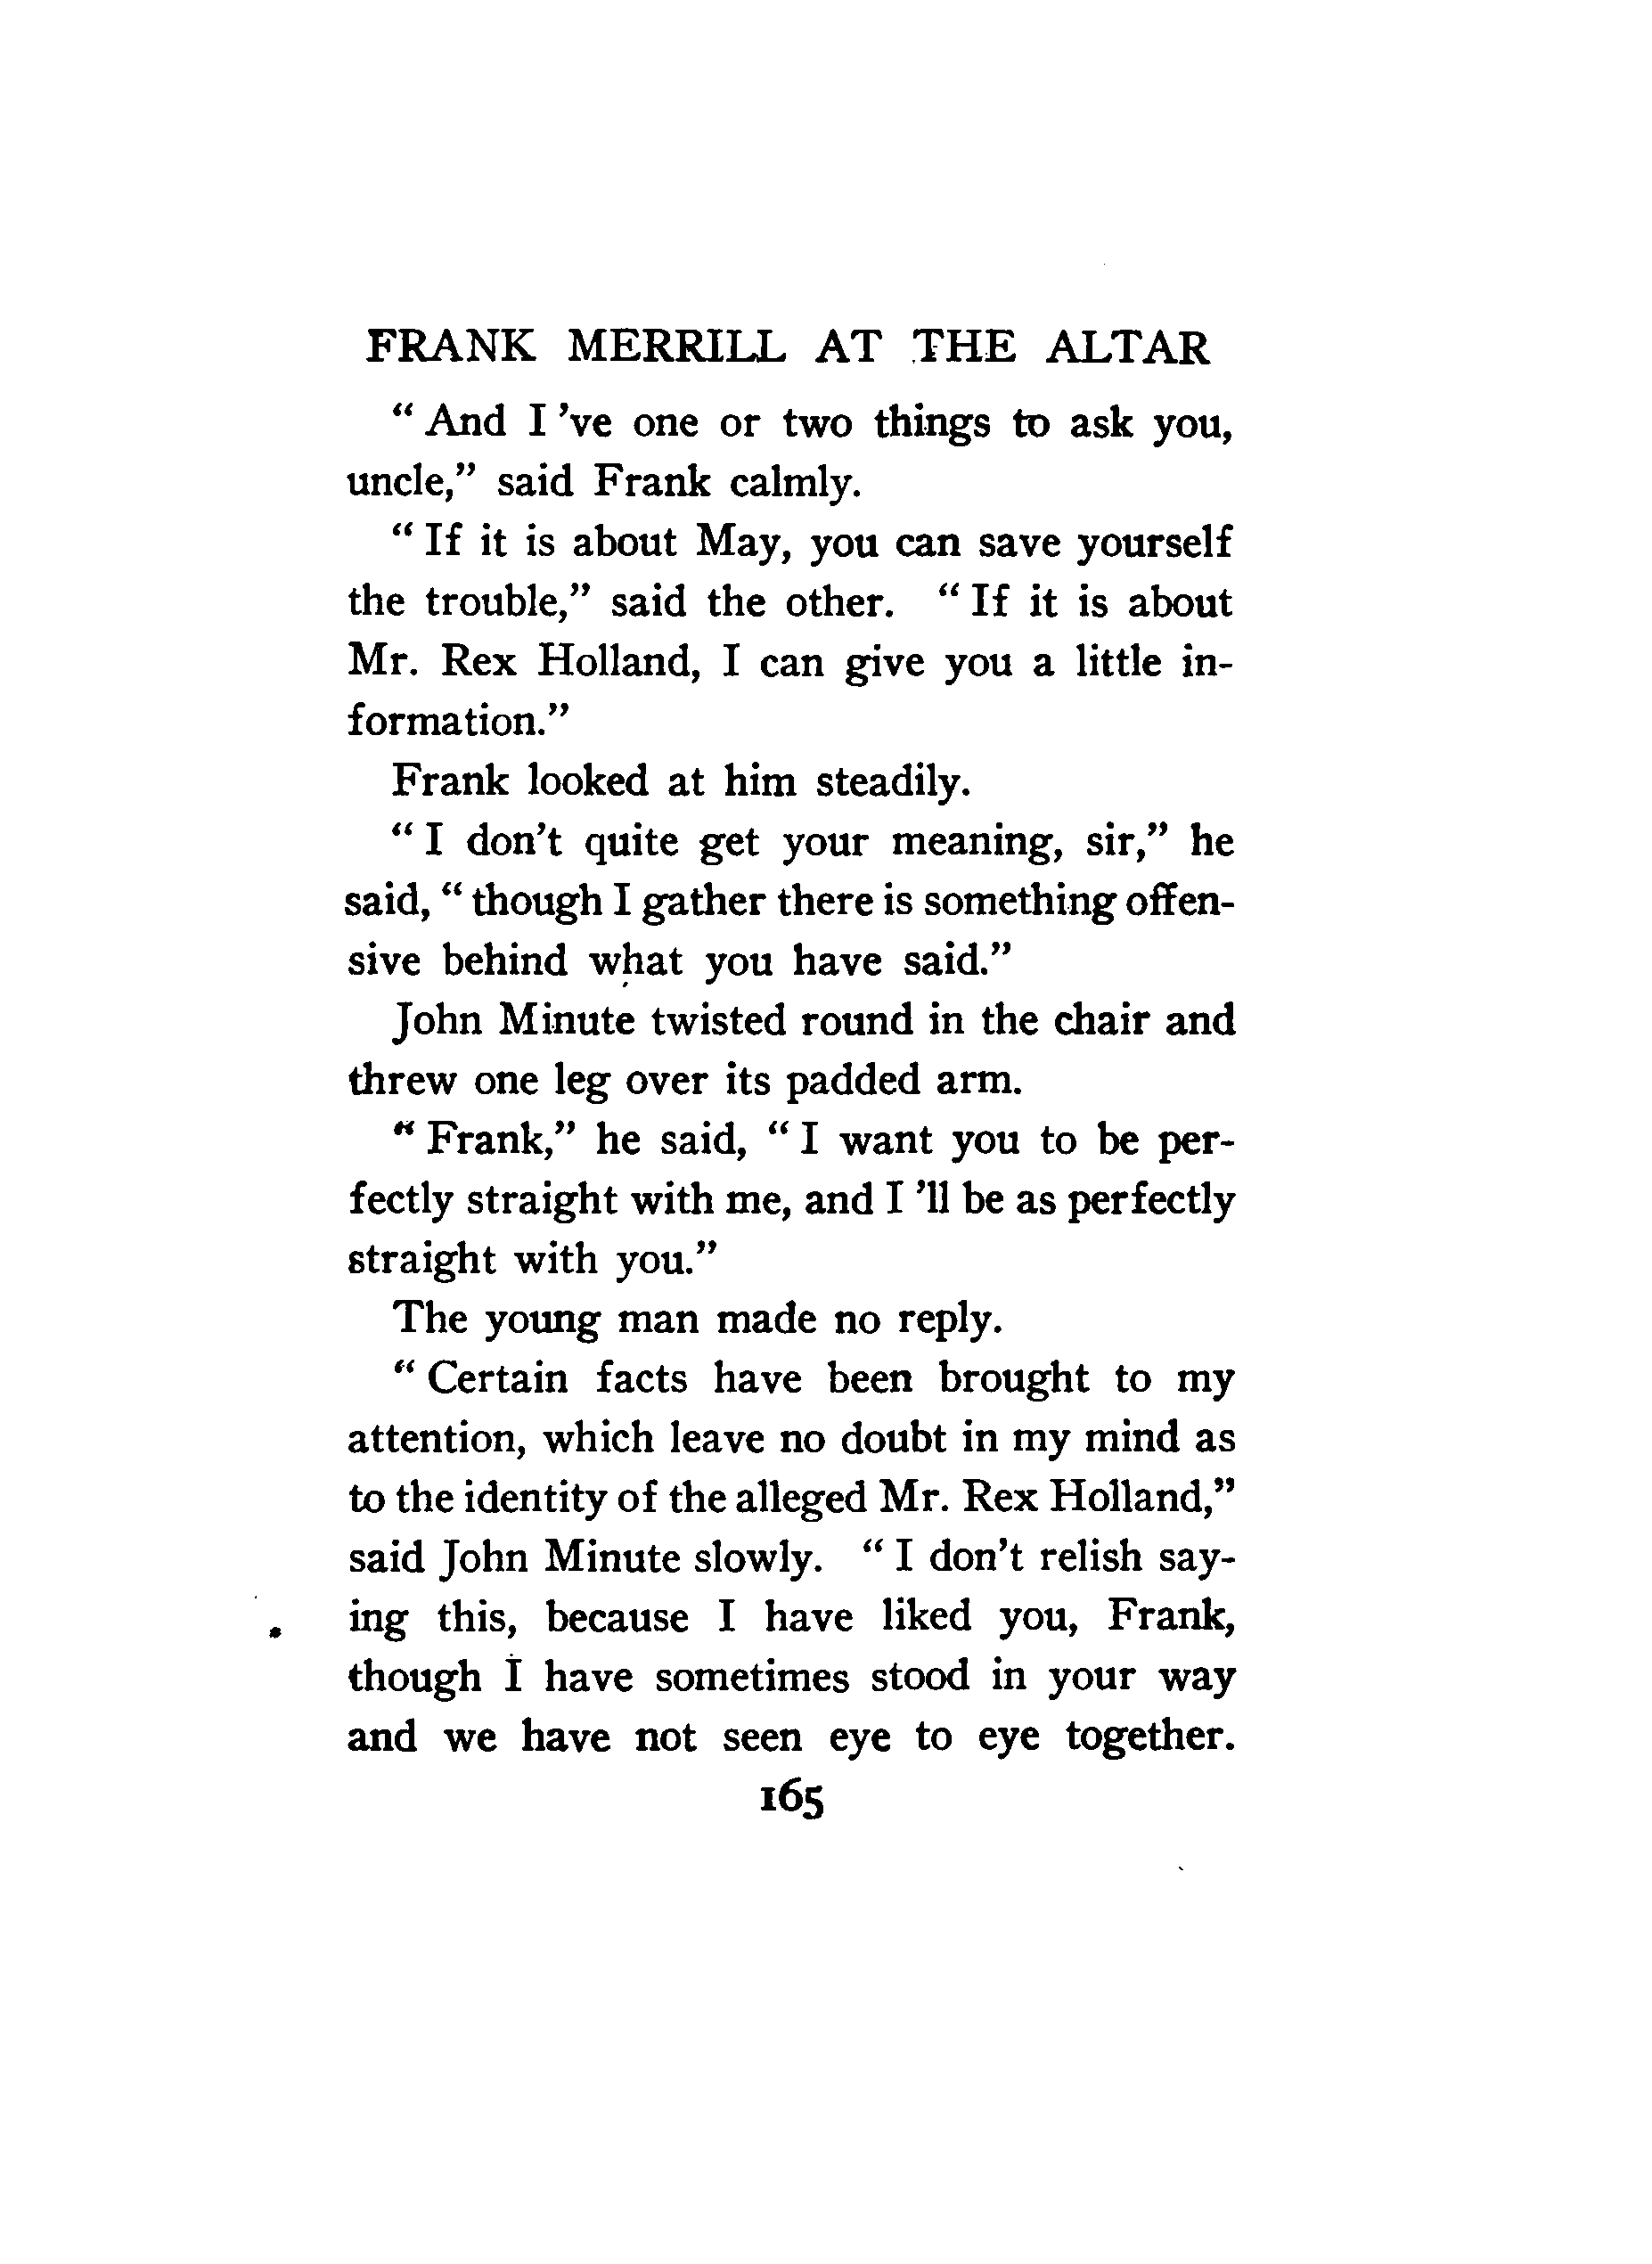 FRANK MERRILL AT THE ALTAR
“ And I ’ve one or two things to ask you,
uncle,” said Frank calmly.
“ If it is about May, you can save yourself
the trouble,” said the other. “ If it is about
Mr. Rex Holland, I can give you a little in-
formation.”
Frank looked at him steadily.
“ I don’t quite get your meaning, sir,” he
said, “ though I gather there is something offen-
sive behind what you have said.”
John Minute twisted round in the chair and
threw one leg over its padded arm.
“ Frank,” he said, “ I want you to be per-
fectly straight with me, and I ’ll be as perfectly
straight with you.”
The young man made no reply.
“ Certain facts have been brought to my
attention, which leave no doubt in my mind as
to the identity of the alleged Mr. Rex Holland,”
said John Minute slowly. “ I don’t relish say-
ing this, because I have liked you, Frank,
though I have sometimes stood in your way
and we have not seen eye to eye together.
165